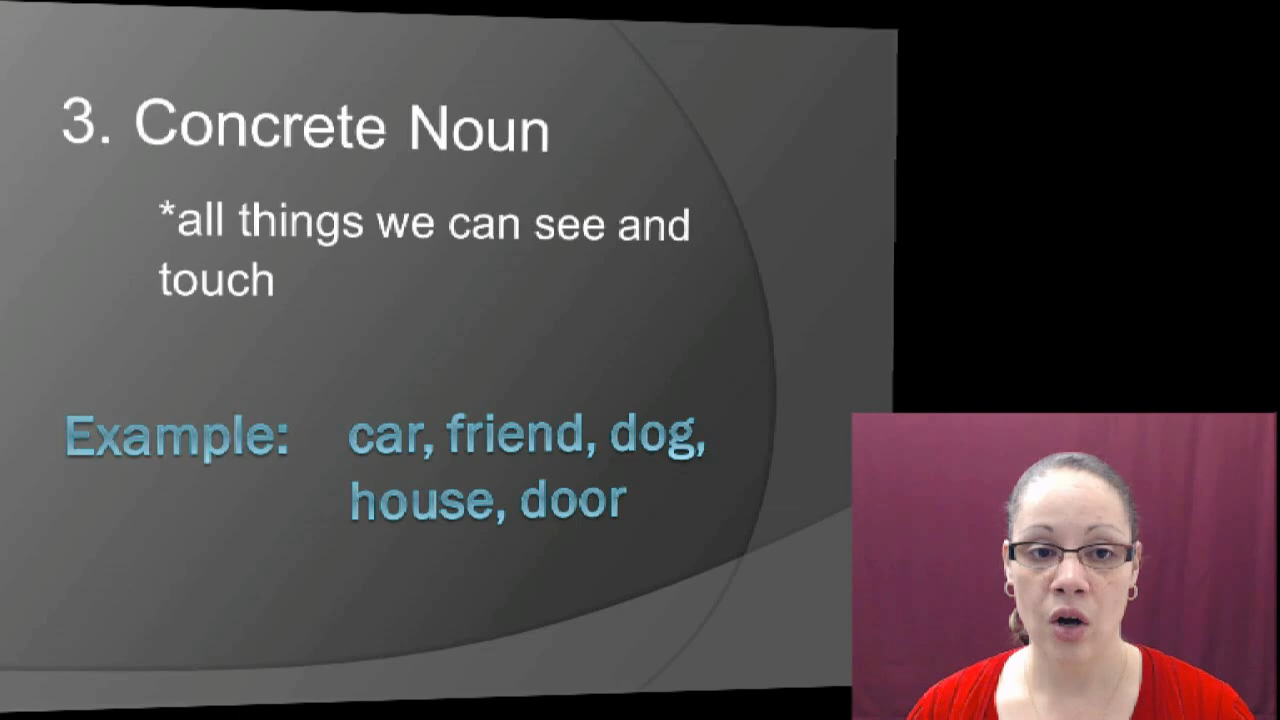 3. Concrete Noun
*all things we can see and
touch
Example: car, friend, dog,
house, door